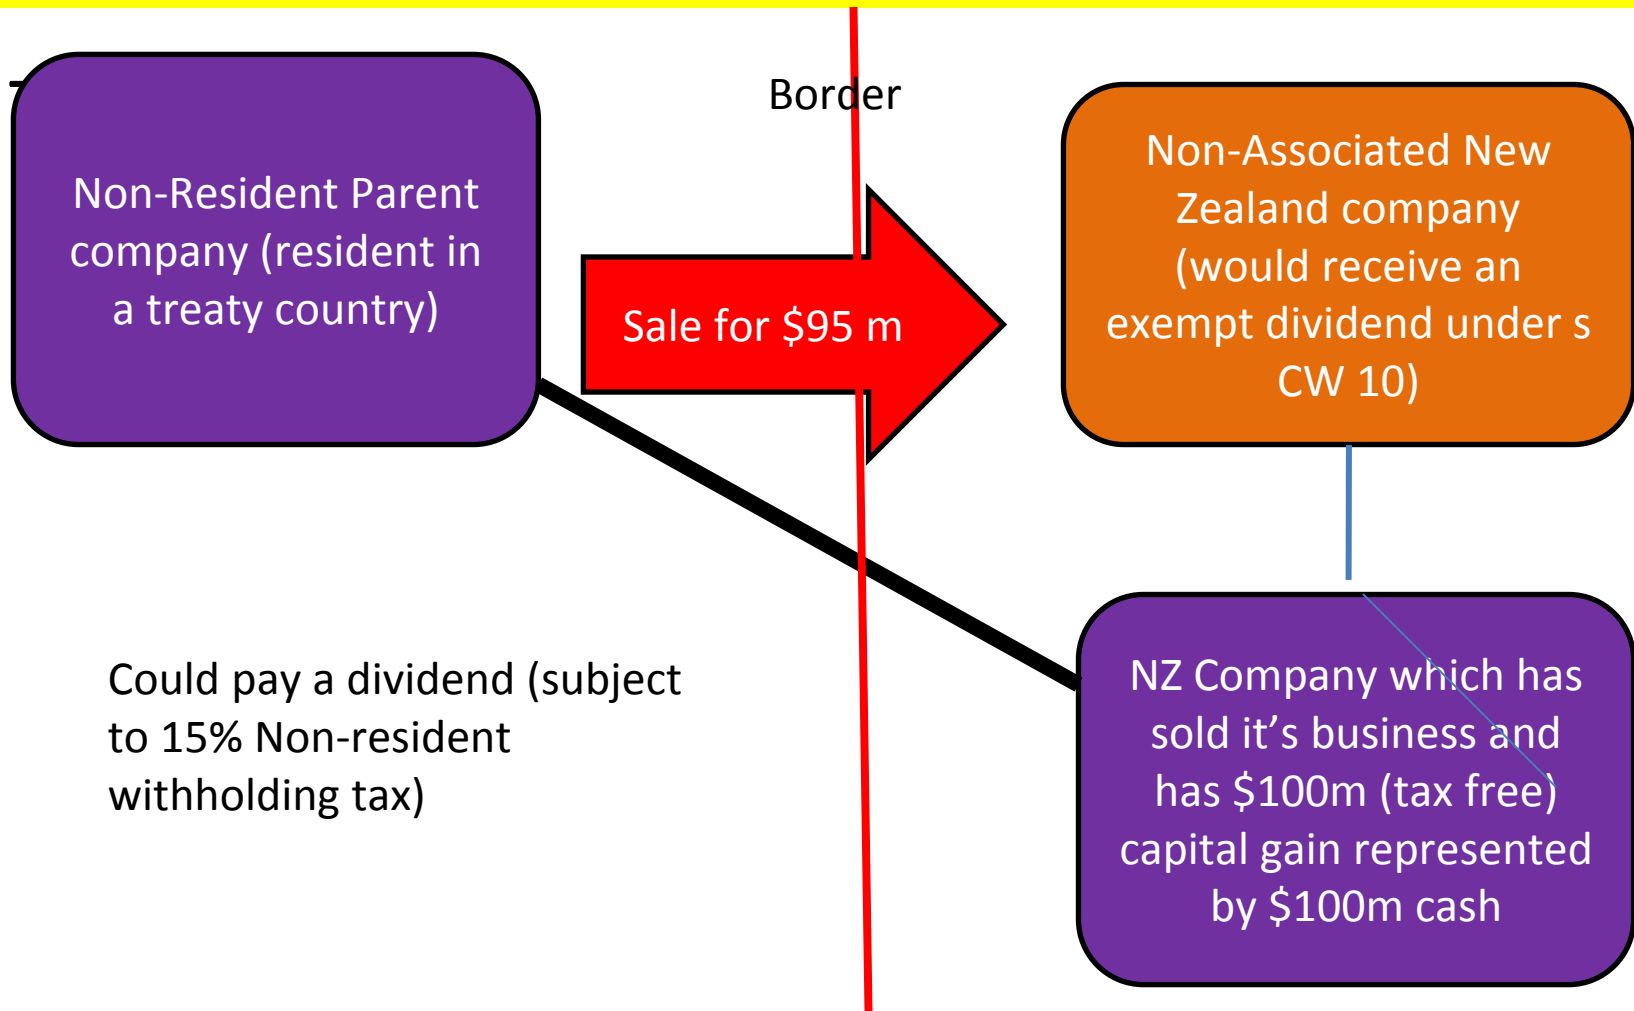 Border
Non-Resident Parent
company (resident in
a treaty country)
Sale for $95 m
Non-Associated New
Zealand company
(would receive an
exempt dividend under s
CW 10)
Could pay a dividend (subject
to 15% Non-resident
withholding tax)
NZ Company which has
sold it’s business and
has $100m (tax free)
capital gain represented
by $100m cash